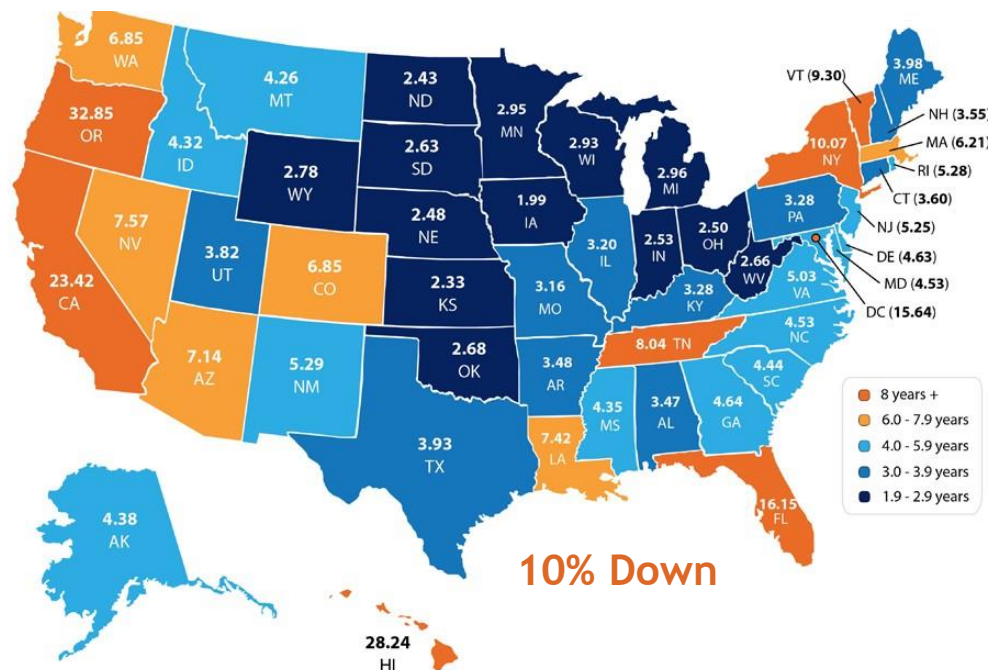 6.85
WA
32.85
OR
23.42
CA
7.57
NV
4.32
ID
4.26
MT
2.78
WY
3.82
UT
6.85
CO
7.14
AZ
5.29
NM
2.43
ND
2.63
SD
2.48
NE
2.33
KS
2.68
OK
3.93
TX
2.95
MN
1.99
IA
3.16
MO
3.48
AR
7.42
LA
2.93
WI
3.20
IL
2.96
MI
2.53
IN
2.50
OH
3.28
KY
8.04 TN
4.35
MS
3.47
AL
4.64
GA
16.15
FL
4.44
SC
4.53
NC
5.03
VA
2.66
WV
3.28
PA
10.07
NY
VT (9.30)
3.98
ME
NH (3.55)
MA (6.21)
RI (5.28)
CT (3.60)
NJ (5.25)
DE (4.63)
MD (4.53)
DC (15.64)
8 years +
6.0 - 7.9 years
4.0 - 5.9 years
3.0 - 3.9 years
1.9 - 2.9 years
4.38
AK
28.24
HI
10% Down